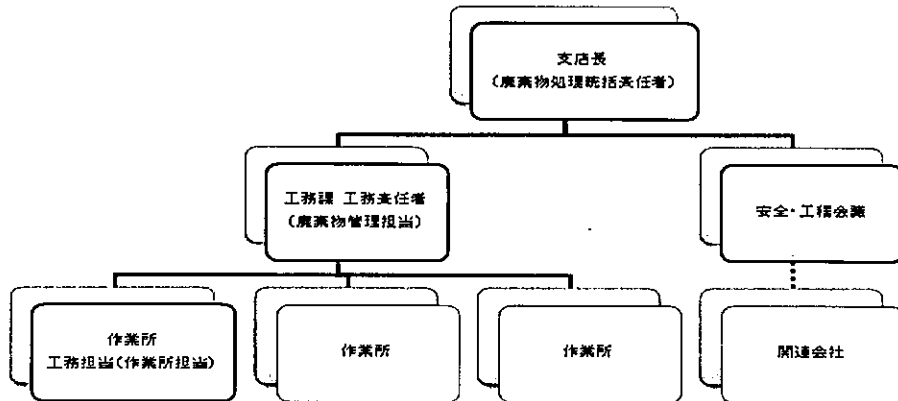 支店長
(廃棄物処理統括責任者)
工務課 工務責任者
(廃棄物管理担当)
安全・工程会議
作業所
工務担当(作業所担当)
作業所
作業所
関連会社